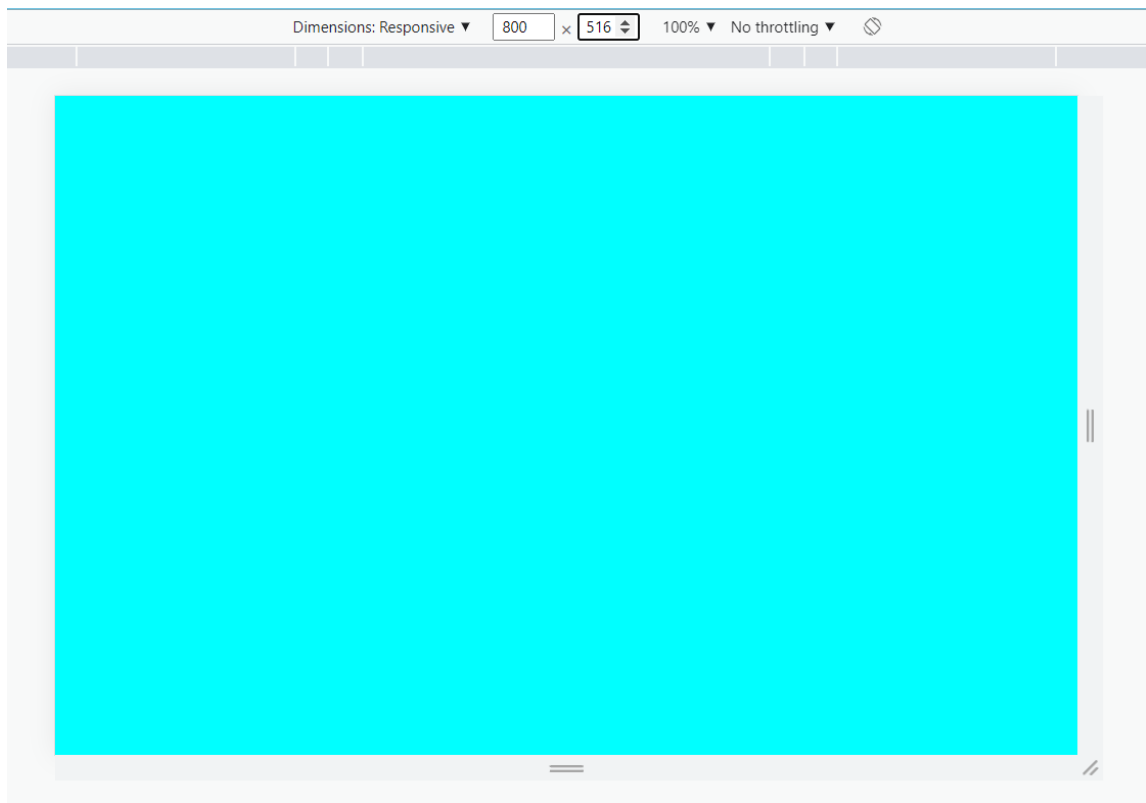 Dimensions: Responsive ▼ 800 × 516 100% ▼ No throttling ▼